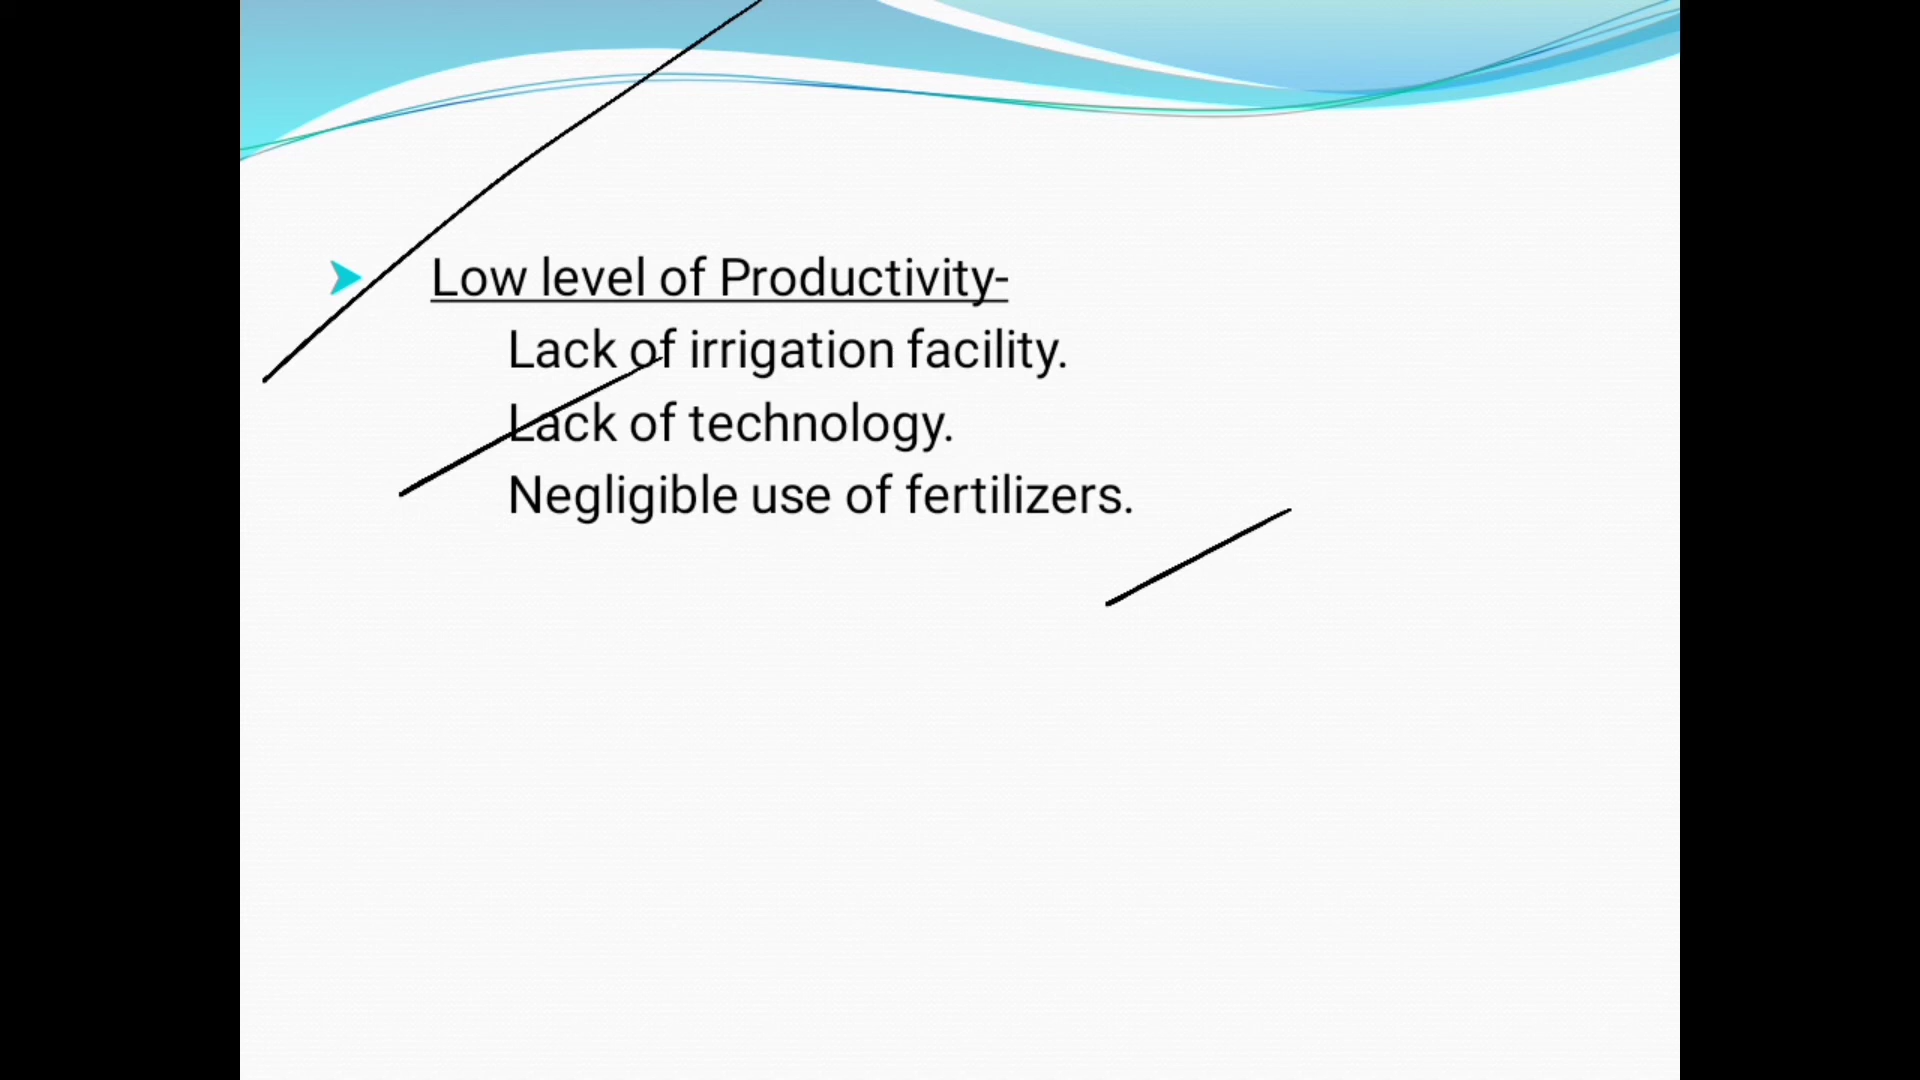 Low level of Productivity-
Lack of irrigation facility.
Lack of technology.
Negligible use of fertilizers.